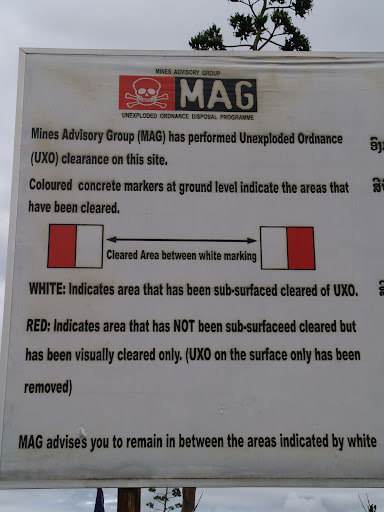 MINES ADVISORY GROUP
MAG
UNEXPLODED ORDNANCE DISPOSAL PROGRAMME
Mines Advisory Group (MAG) has performed Unexploded Ordnance
(UXO) clearance on this site.
Coloured concrete markers at ground level indicate the areas that
have been cleared.
Cleared Area between white marking
WHITE: Indicates area that has been sub-surfaced cleared of UXO.
RED: Indicates area that has NOT been sub-surfaceed cleared but
has been visually cleared only. (UXO on the surface only has been
removed)
MAG advises you to remain in between the areas indicated by white